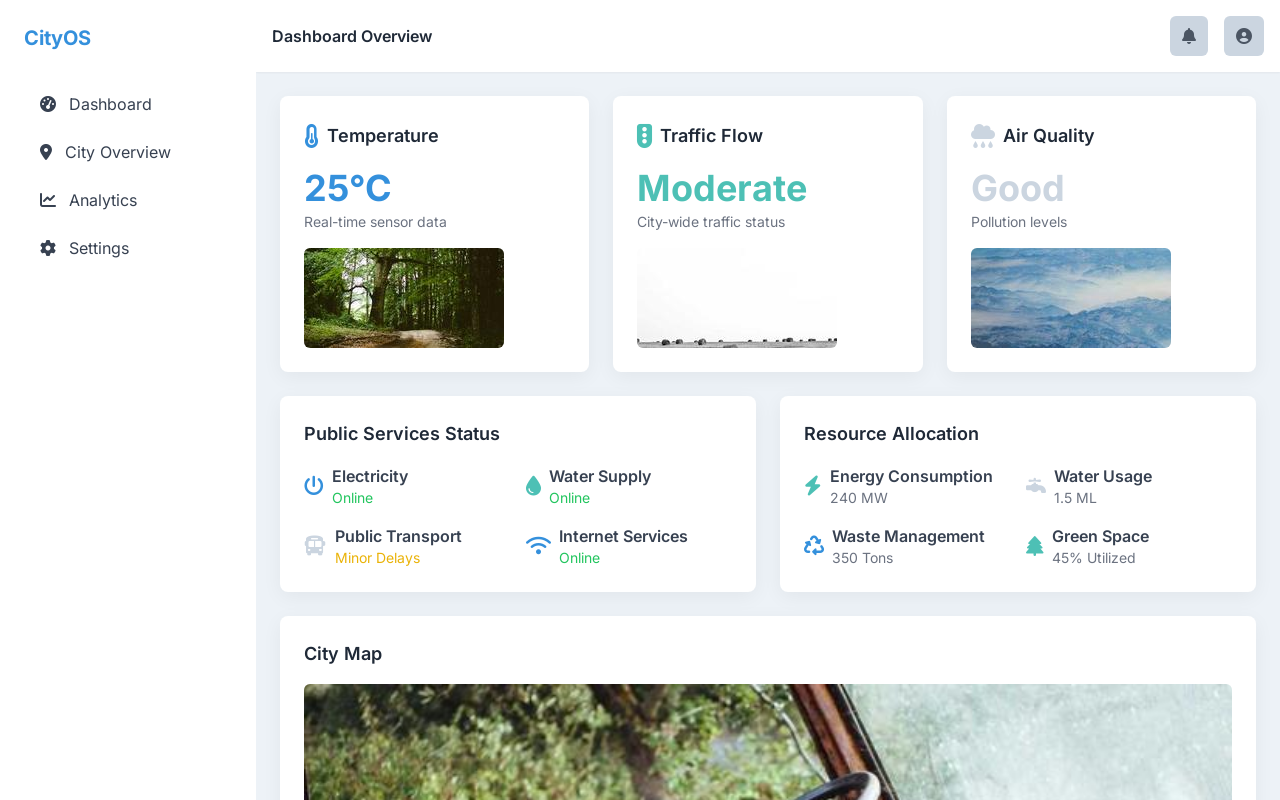 CityOS
Dashboard
City Overview
Analytics
Settings
Dashboard Overview
Temperature
25°C
Real-time sensor data
Traffic Flow
Moderate
City-wide traffic status
Air Quality
Good
Pollution levels
Public Services Status
Electricity
Online
Water Supply
Online
Public Transport
Minor Delays
Internet Services
Online
Resource Allocation
Energy Consumption
240 MW
Water Usage
1.5 ML
Waste Management
350 Tons
Green Space
45% Utilized
City Map